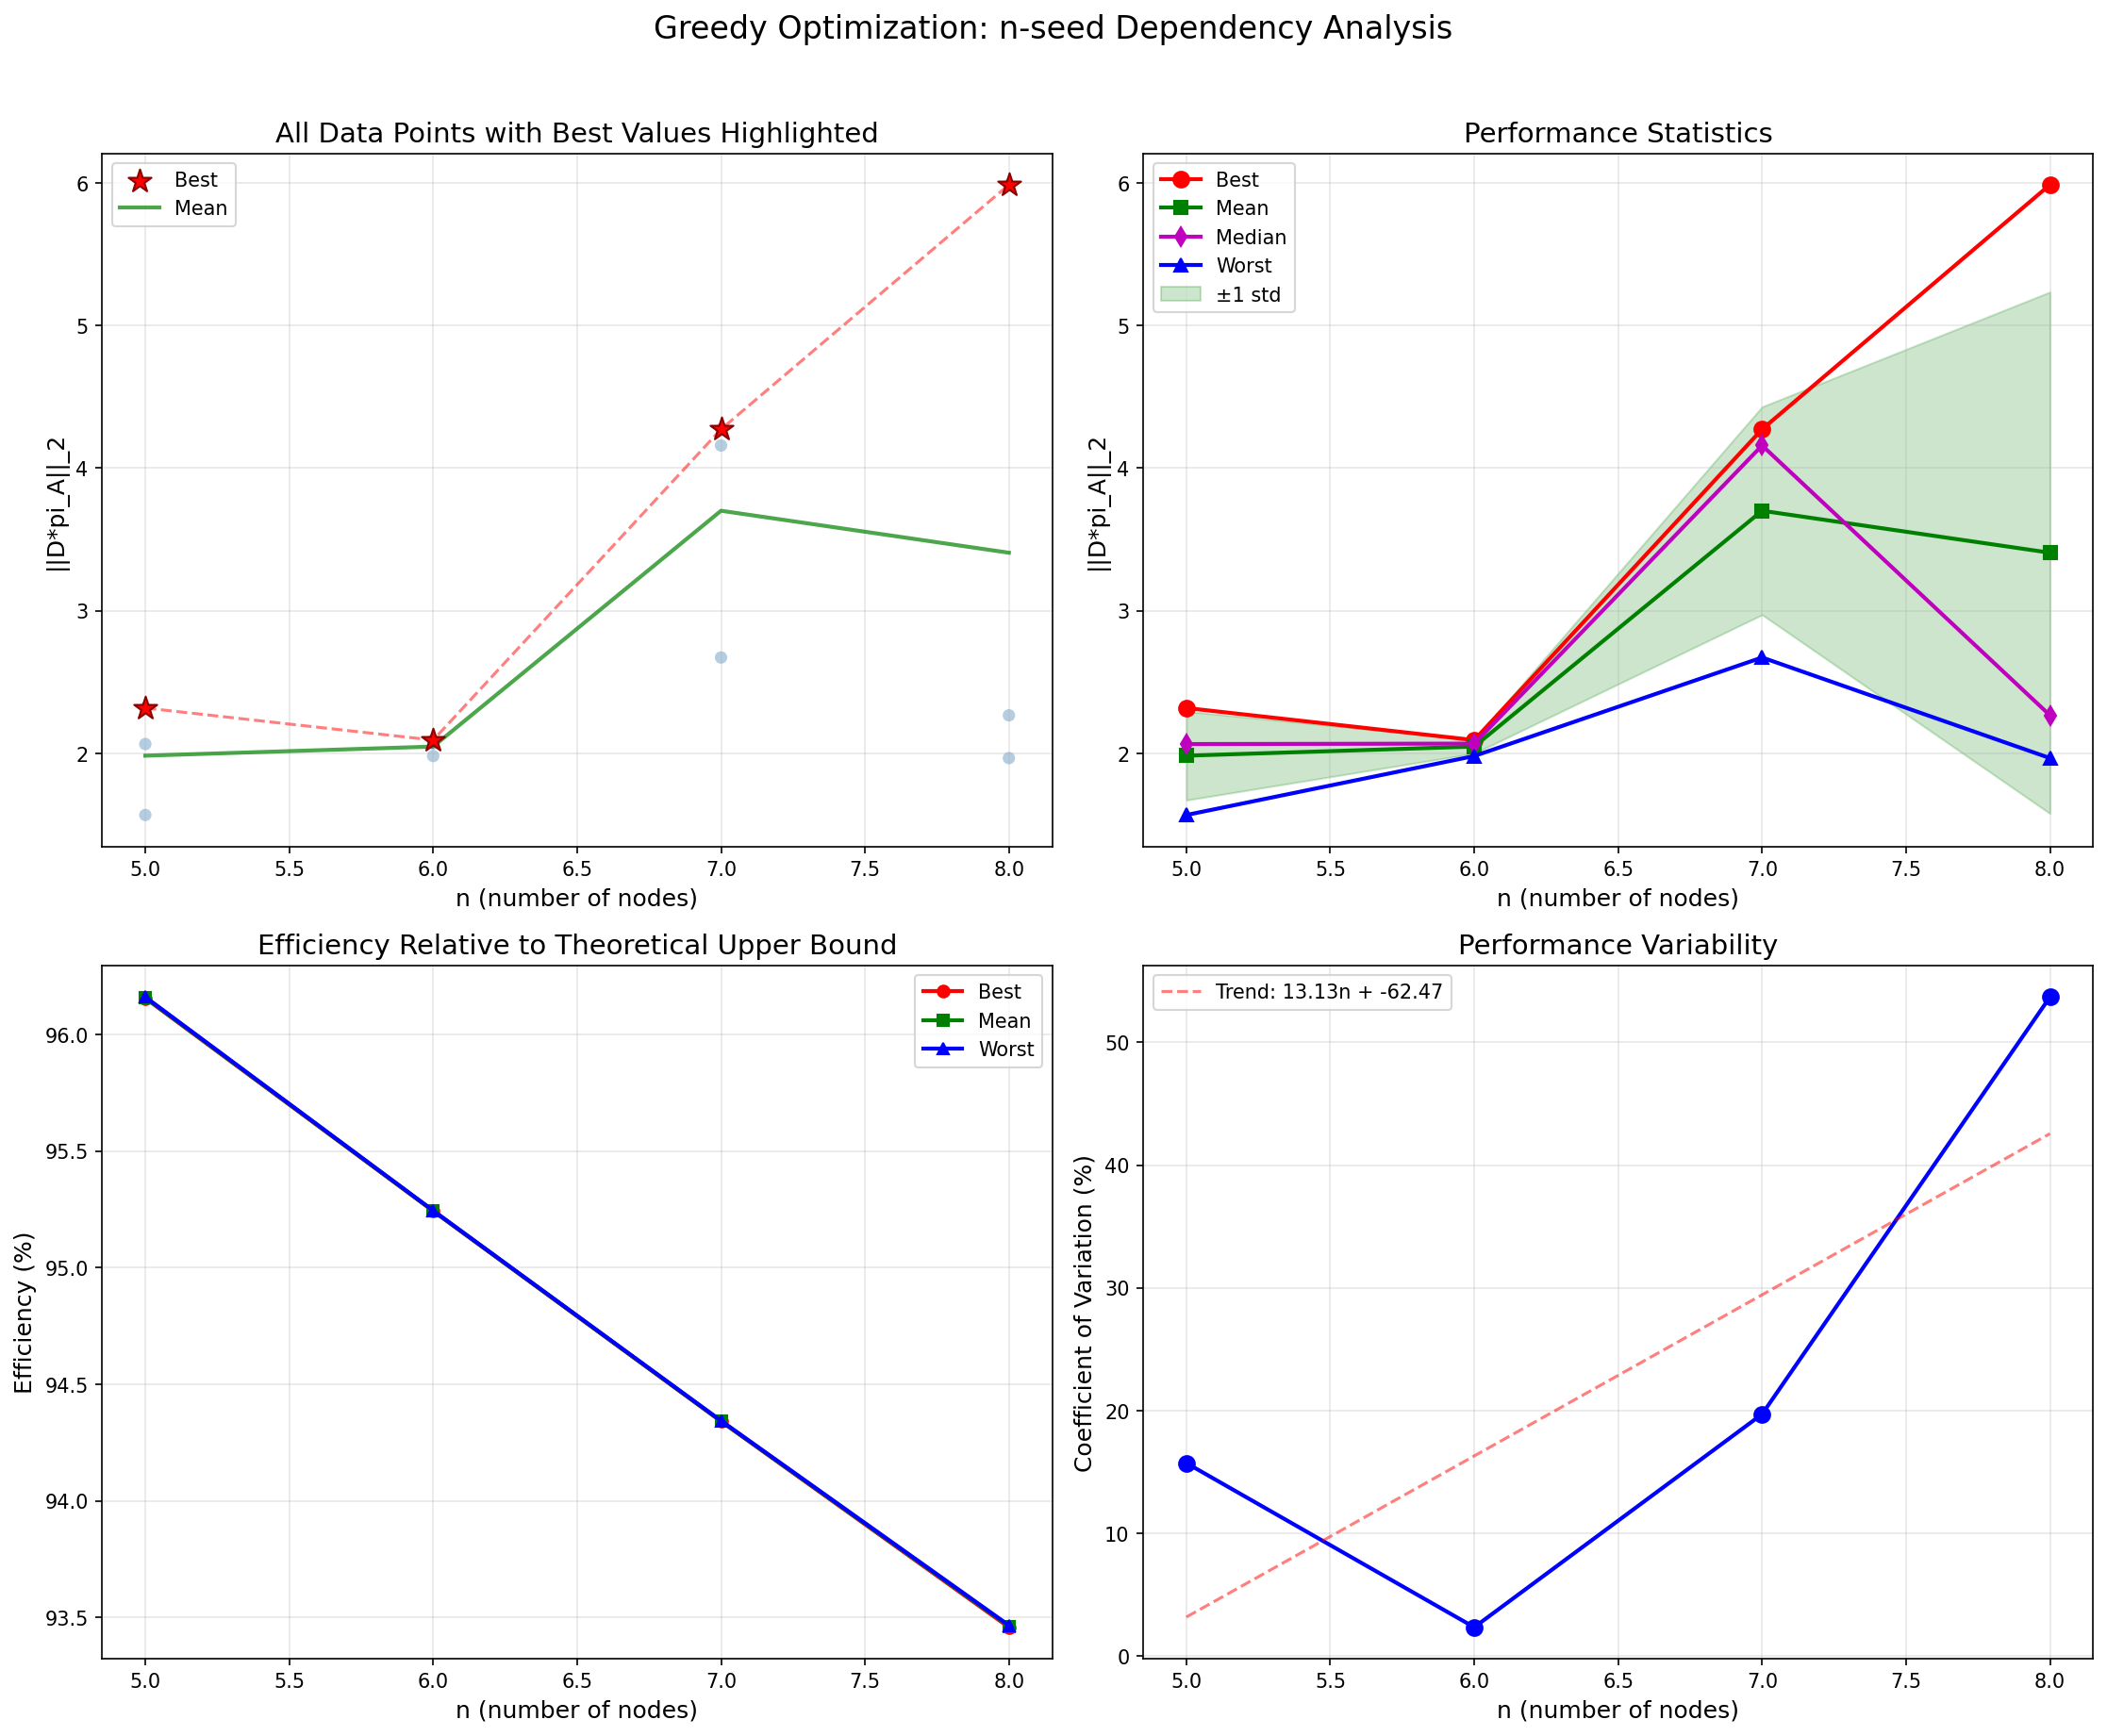 Greedy Optimization: n-seed Dependency Analysis
All Data Points with Best Values Highlighted
Best
Mean
6
5
4
3
2
||D*pi_A||_2
5.0 5.5 6.0 6.5 7.0 7.5 8.0
n (number of nodes)
Performance Statistics
Best
Mean
Median
Worst
±1 std
6
5
4
3
2
||D*pi_A||_2
5.0 5.5 6.0 6.5 7.0 7.5 8.0
n (number of nodes)
Efficiency Relative to Theoretical Upper Bound
Best
Mean
Worst
96.0
95.5
95.0
94.5
94.0
93.5
Efficiency (%)
5.0 5.5 6.0 6.5 7.0 7.5 8.0
n (number of nodes)
Performance Variability
Trend: 13.13n + -62.47
50
40
30
20
10
0
Coefficient of Variation (%)
5.0 5.5 6.0 6.5 7.0 7.5 8.0
n (number of nodes)